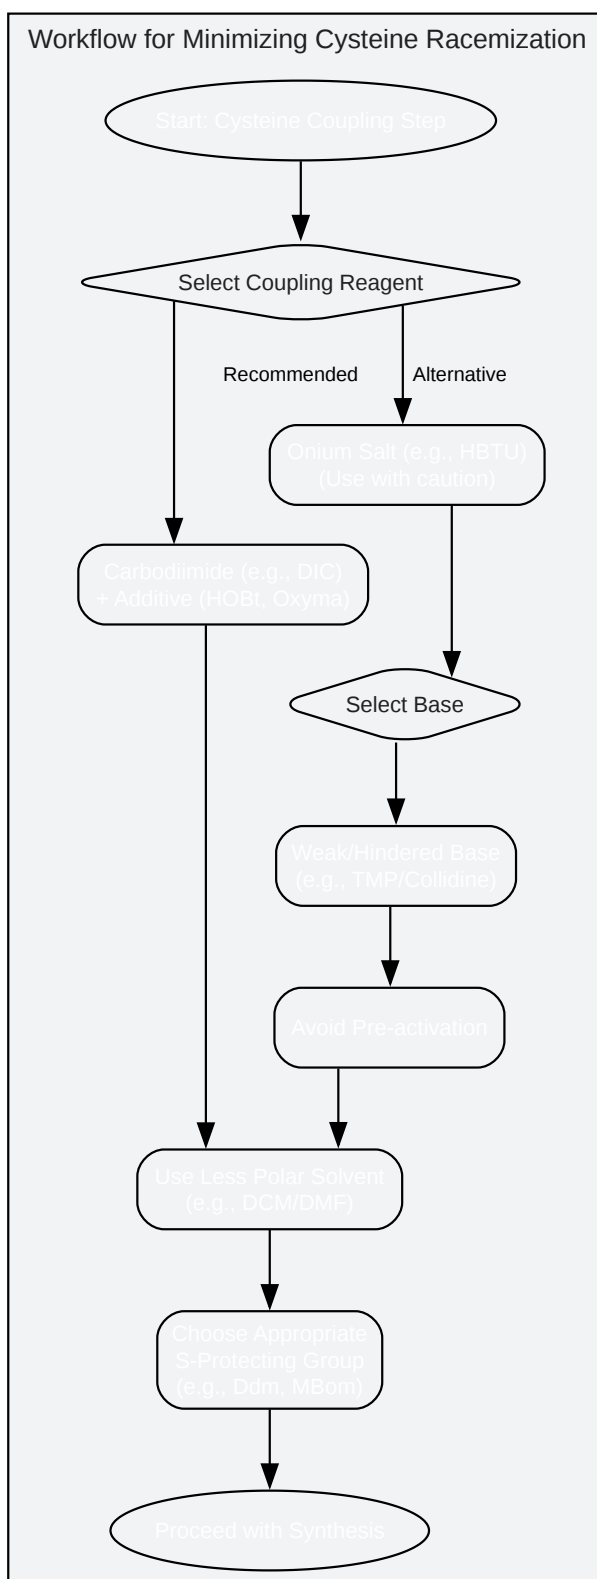 Workflow for Minimizing Cysteine Racemization
Start: Cysteine Coupling Step
Select Coupling Reagent
Recommended
Alternative
Onium Salt (e.g., HBTU)
(Use with caution)
Carbodiimide (e.g., DIC)
+ Additive (HOBt, Oxyma)
Select Base
Weak/Hindered Base
(e.g., TMP/Collidine)
Avoid Pre-activation
Use Less Polar Solvent
(e.g., DCM/DMF)
Choose Appropriate
S-Protecting Group
(e.g., Ddm, MBom)
Proceed with Synthesis